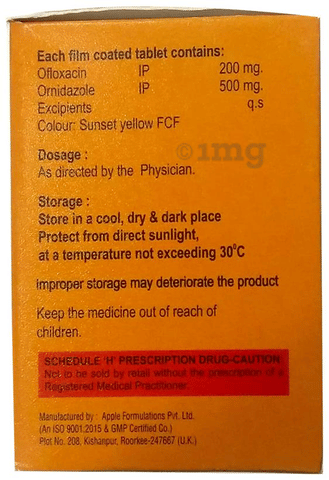 Each film coated tablet contains:
Ofloxacin IP 200 mg.
Ornidazole IP 500 mg.
Excipients q.s
Colour: Sunset yellow FCF
Dosage :
©1mg
As directed by the Physician.
Storage :
Store in a cool, dry & dark place
Protect from direct sunlight,
at a temperature not exceeding 30°C
Improper storage may deteriorate the product
Keep the medicine out of reach of
children.
SCHEDULE 'H' PRESCRIPTION DRUG-CAUTION:
Not to be sold by retail without the prescription of a
Registered Medical Practitioner.
Manufactured by : Apple Formulations Pvt. Ltd.
(An ISO 9001:2015 & GMP Certified Co.)
Plot No. 208, Kishanpur, Roorkee-247667 (U.K.)